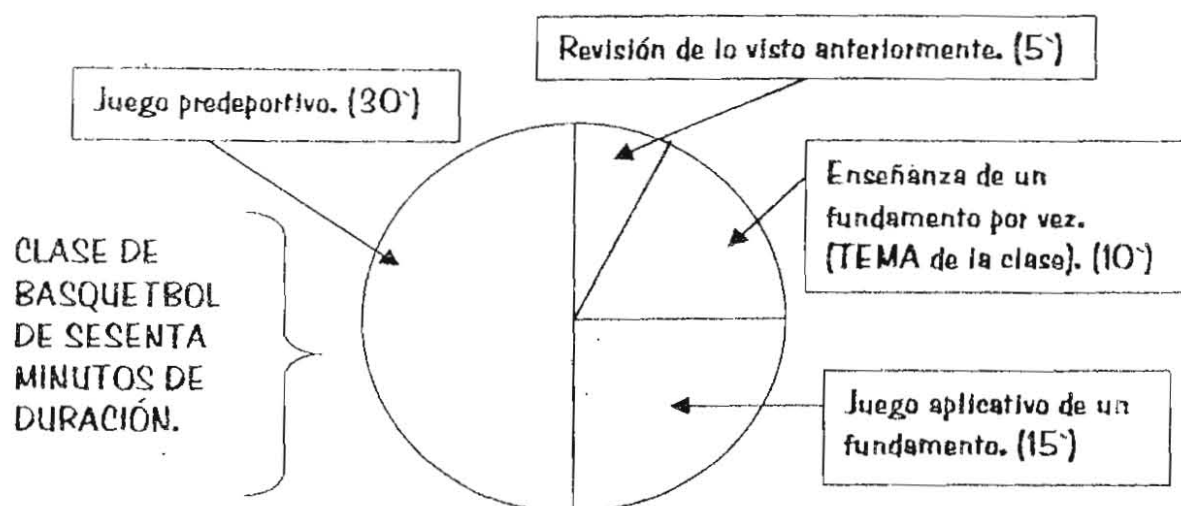 Revisión de lo visto anteriormente. (5`)
Juego predeportivo. (30`)
Enseñanza de un
fundamento por vez.
(TEMA de la clase). (10`)
CLASE DE
BASQUETBOL
DE SESENTA
MINUTOS DE
DURACIÓN.
Juego aplicativo de un
fundamento. (15`)